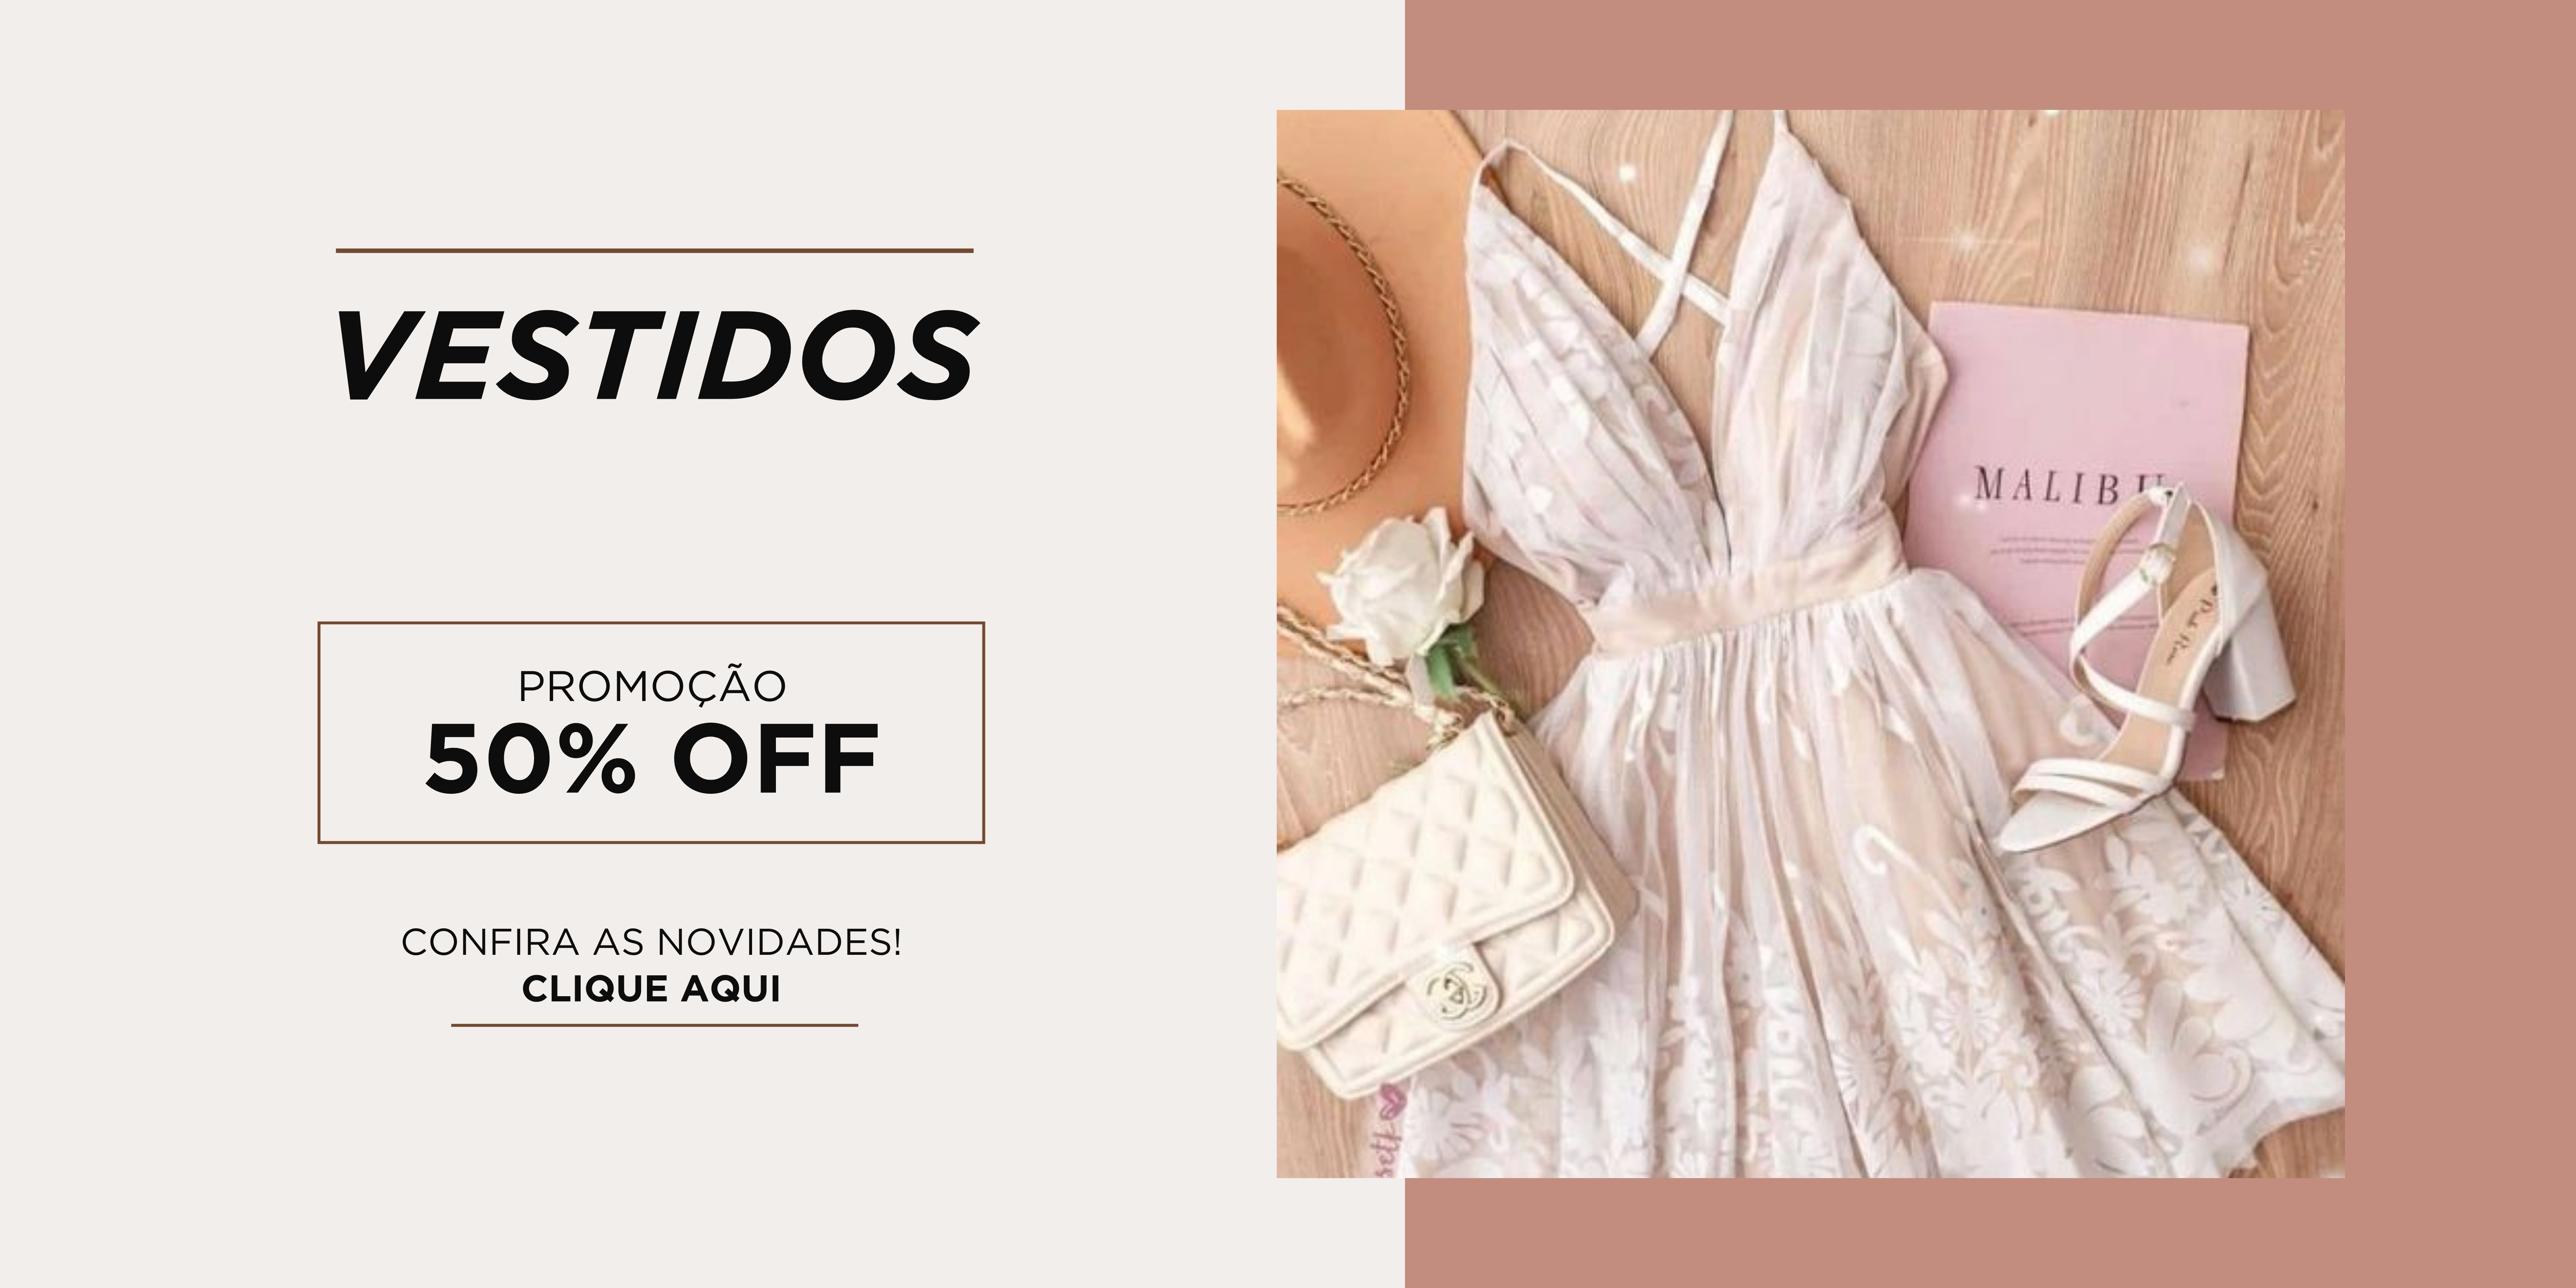 VESTIDOS
PROMOÇÃO
50% OFF
CONFIRA AS NOVIDADES!
CLIQUE AQUI